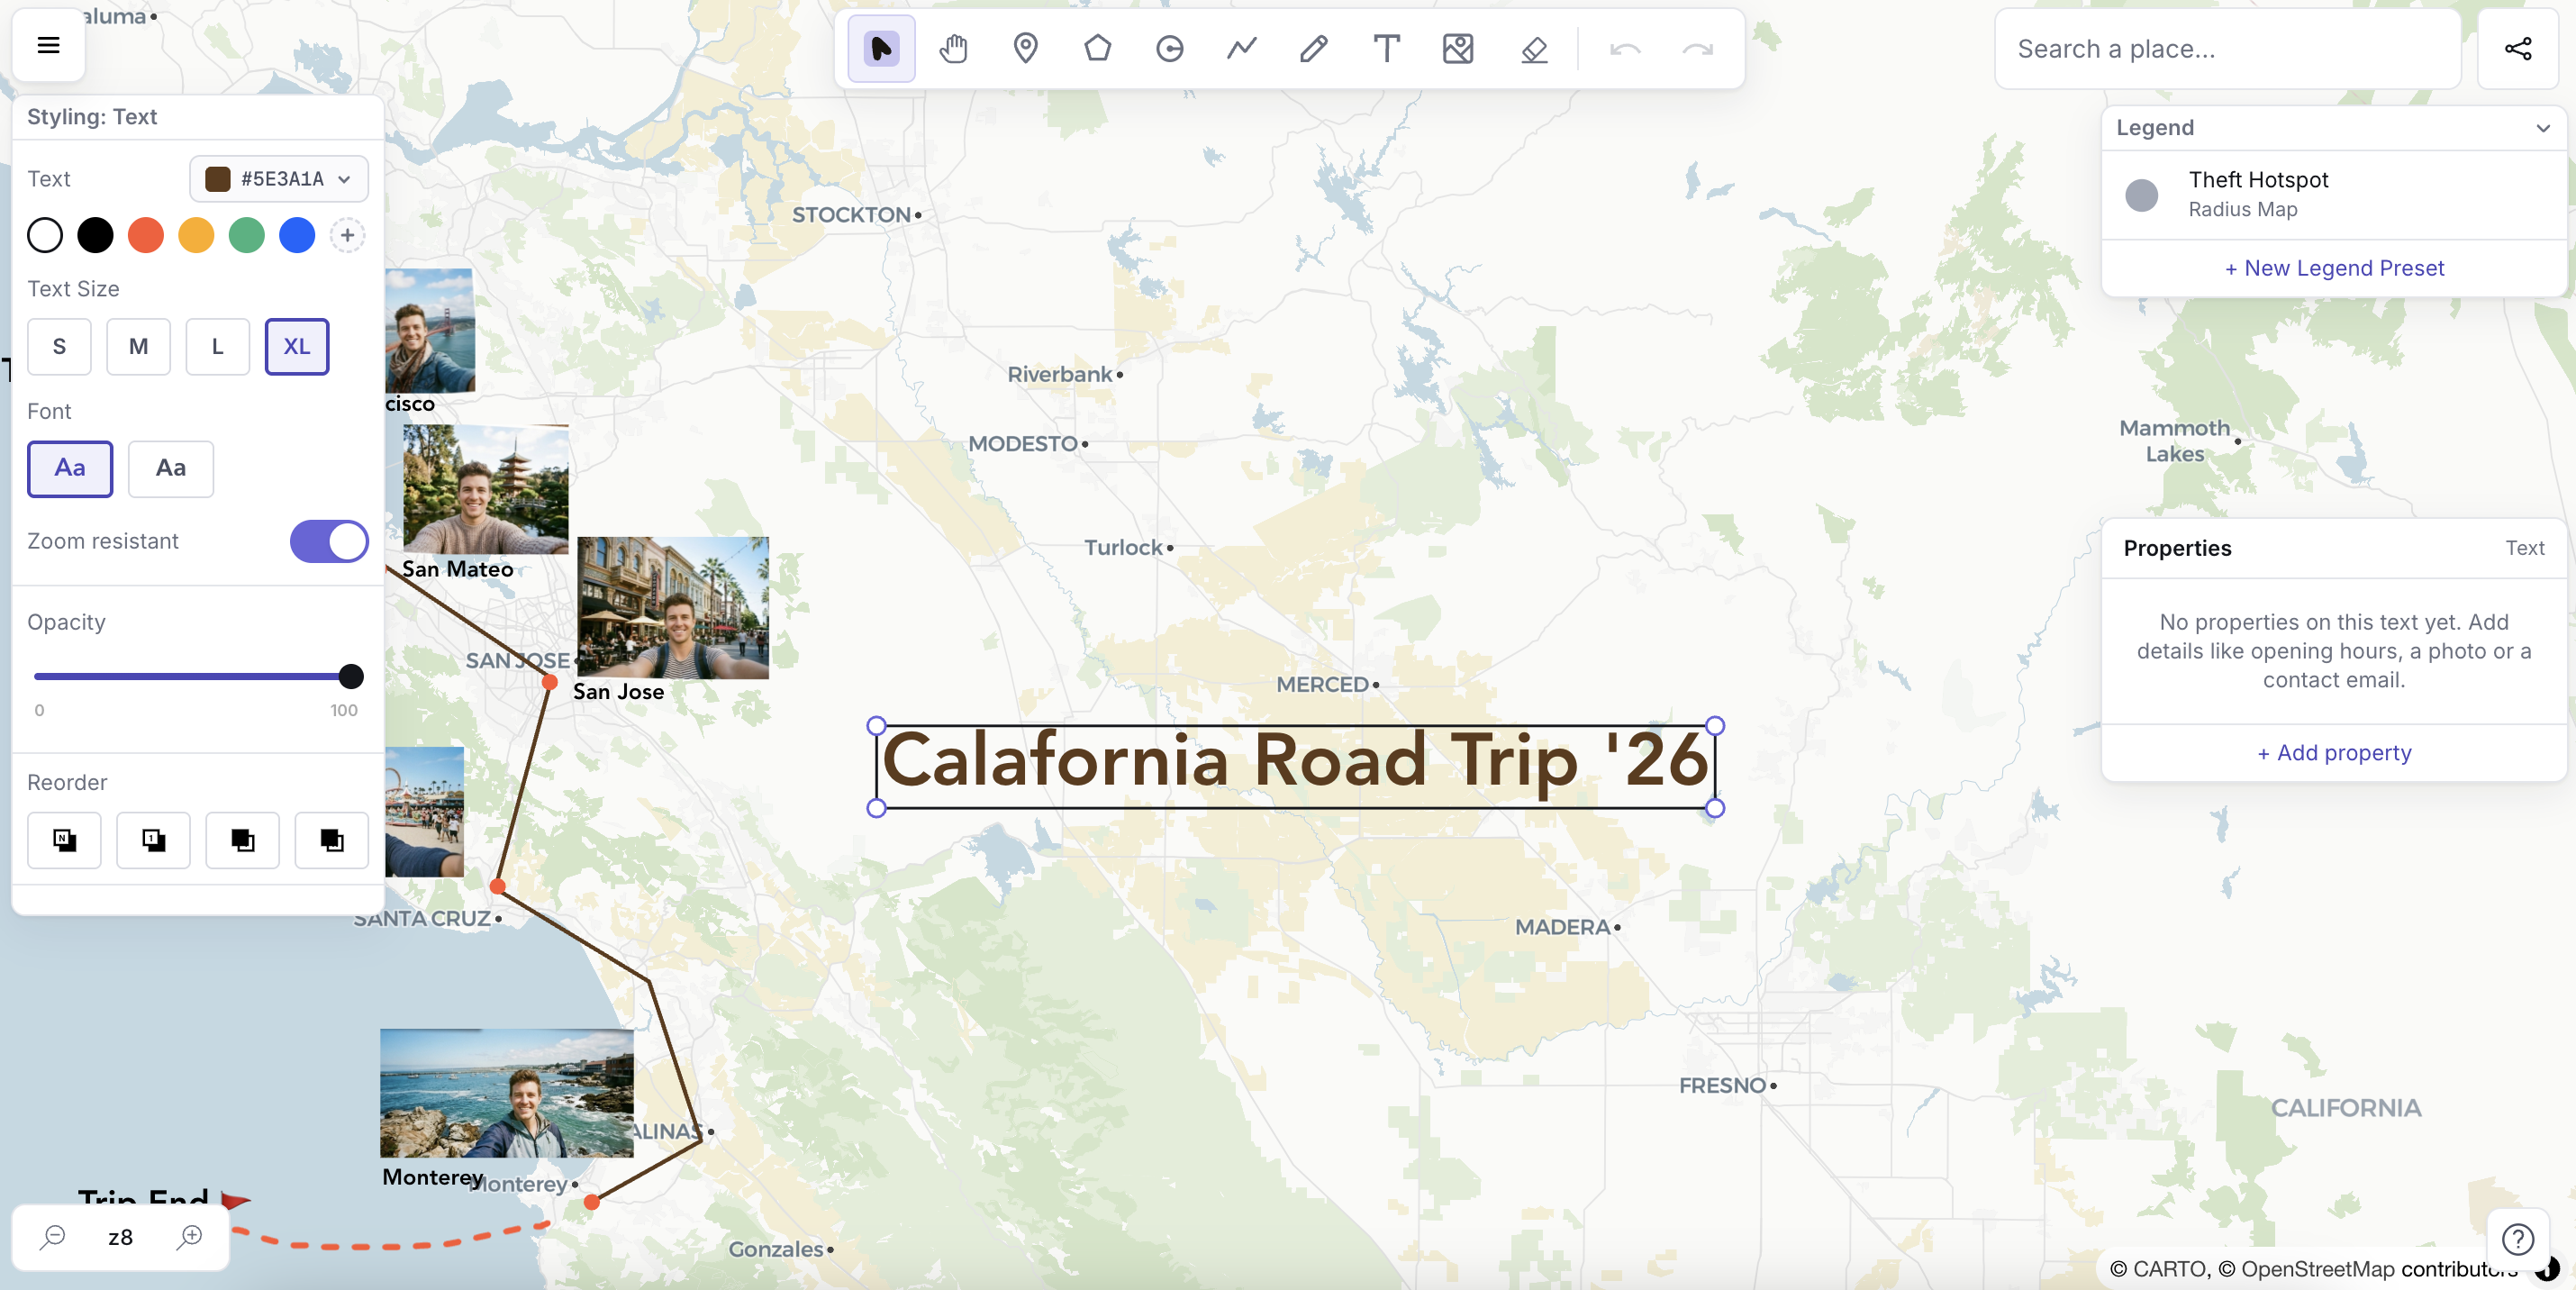 aluma
Search a place...
Styling: Text
Text
#5E3A1A
Text Size
S
M
L
XL
Font
Aa
Aa
Zoom resistant
Opacity
0
100
Reorder
N
1
z8
Legend
Theft Hotspot
Radius Map
+ New Legend Preset
Properties
Text
No properties on this text yet. Add
details like opening hours, a photo or a
contact email.
+ Add property
STOCKTON
Riverbank
MODESTO
Turlock
MERCED
Mammoth
Lakes
cisco
San Mateo
SAN JOSE
San Jose
Calafornia Road Trip '26
SANTA CRUZ
MADERA
FRESNO
CALIFORNIA
ALINAS
Monterey
Monterey
Trip End
Gonzales
© CARTO, © OpenStreetMap contributors